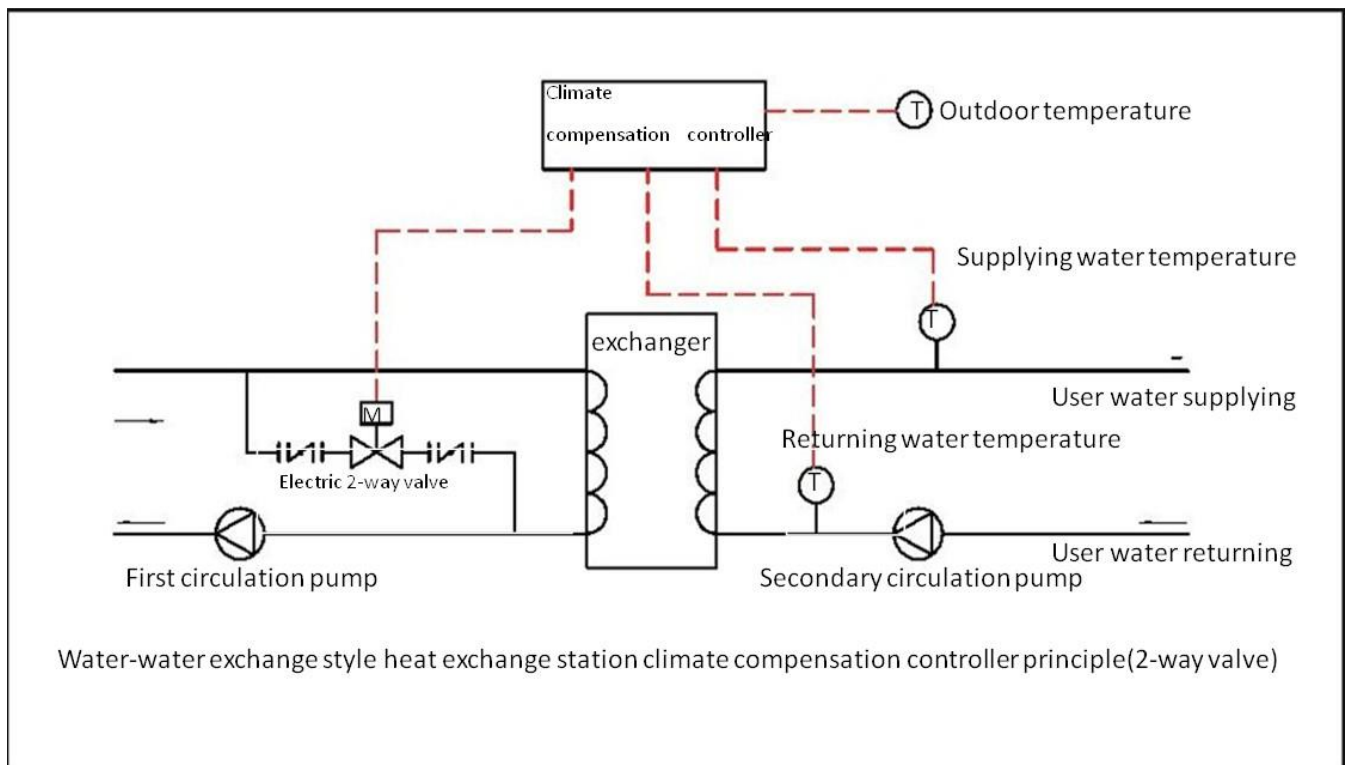 Climate
compensation controller
T Outdoor temperature
Supplying water temperature
T
exchanger
User water supplying
M
Returning water temperature
Electric 2-way valve
T
User water returning
First circulation pump
Secondary circulation pump
Water-water exchange style heat exchange station climate compensation controller principle(2-way valve)